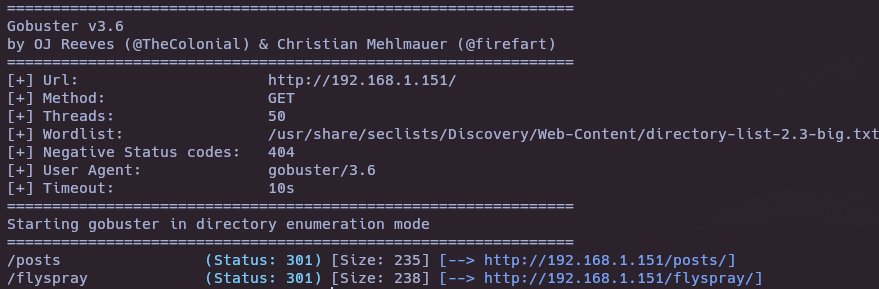 ===============================================================
Gobuster v3.6
by OJ Reeves (@TheColonial) & Christian Mehlmauer (@firefart)
===============================================================
[+] Url:                     http://192.168.1.151/
[+] Method:                  GET
[+] Threads:                 50
[+] Wordlist:                /usr/share/seclists/Discovery/Web-Content/directory-list-2.3-big.txt
[+] Negative Status codes:   404
[+] User Agent:              gobuster/3.6
[+] Timeout:                 10s
===============================================================
Starting gobuster in directory enumeration mode
===============================================================
/posts                (Status: 301) [Size: 235] [--> http://192.168.1.151/posts/]
/flyspray             (Status: 301) [Size: 238] [--> http://192.168.1.151/flyspray/]